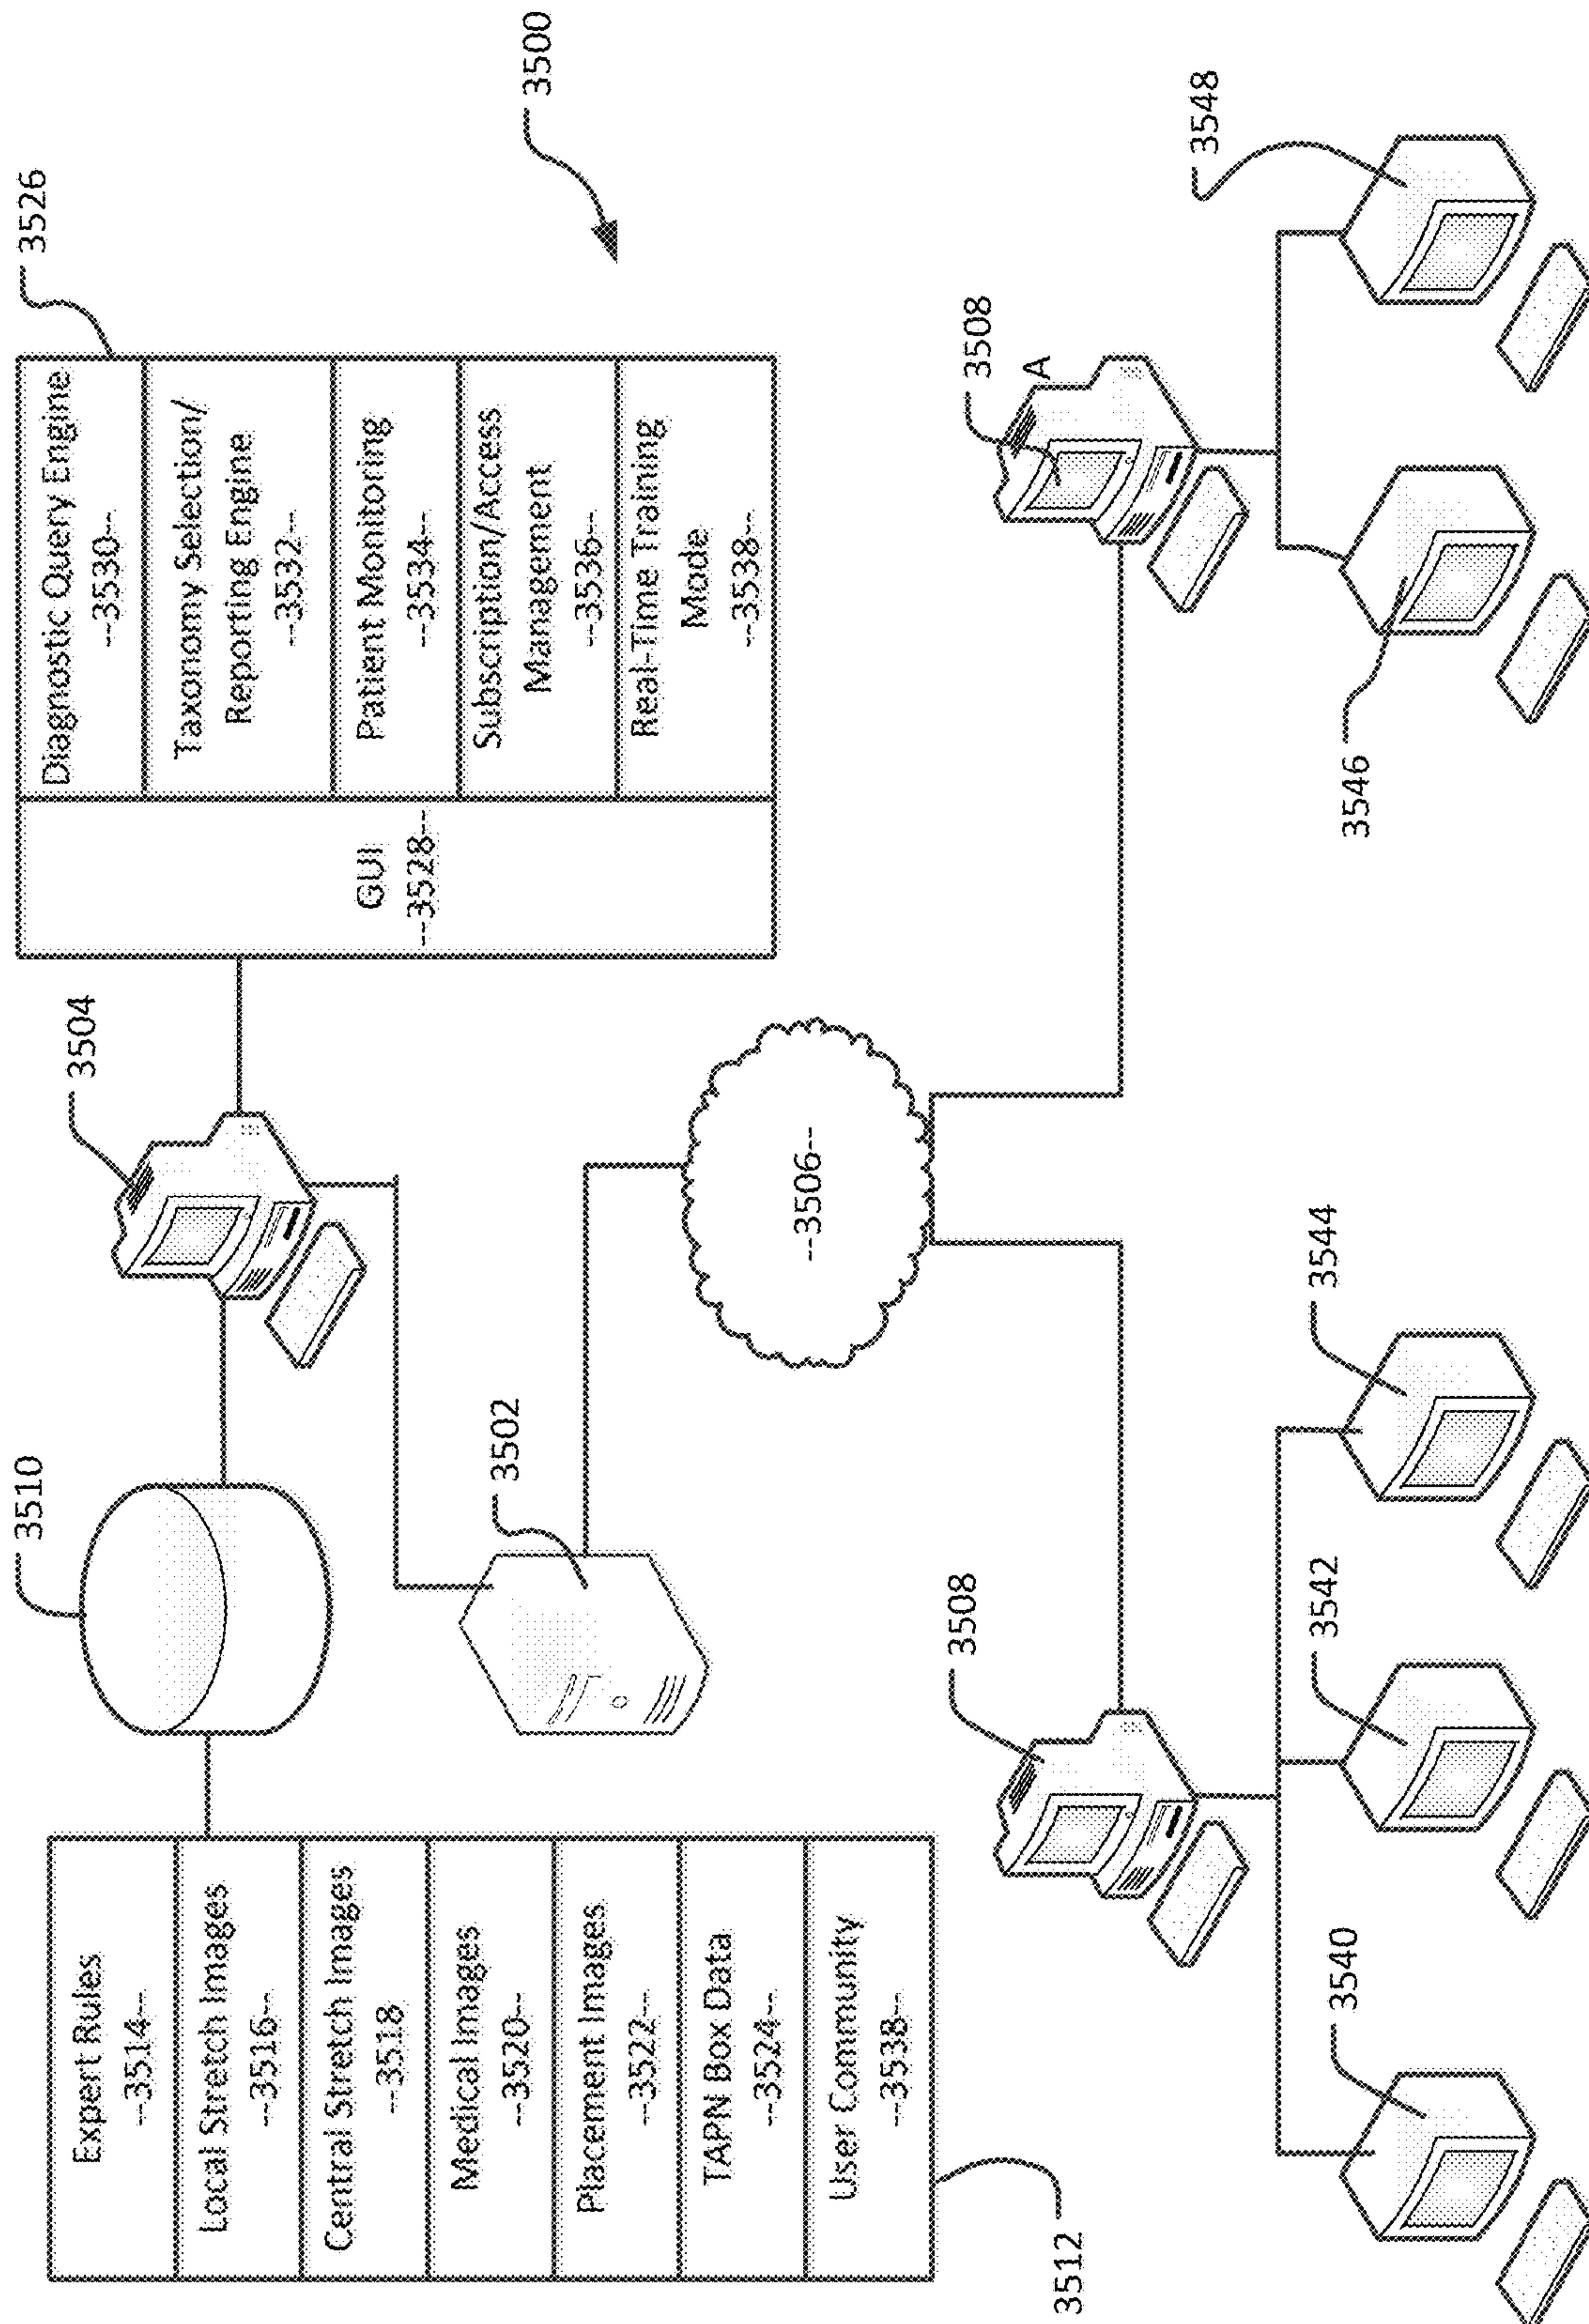 Expert Rules
--3514--
Local Stretch Images
--3516--
Central Stretch Images
--3518
Medical Images
--3520--
Placement Images
--3522--
TAPN Box Data
--3524--
User Community
--3538--
3512
3510
3502
3504
GUI
--3528--
Diagnostic Query Engine
--3530--
Taxonomy Selection/
Reporting Engine
--3532--
Patient Monitoring
--3534--
Subscription/Access
Management
--3536--
Real-Time Training
Mode
--3538--
3526
3500
--3506--
3508
3508
A
3540
3542
3544
3546
3548